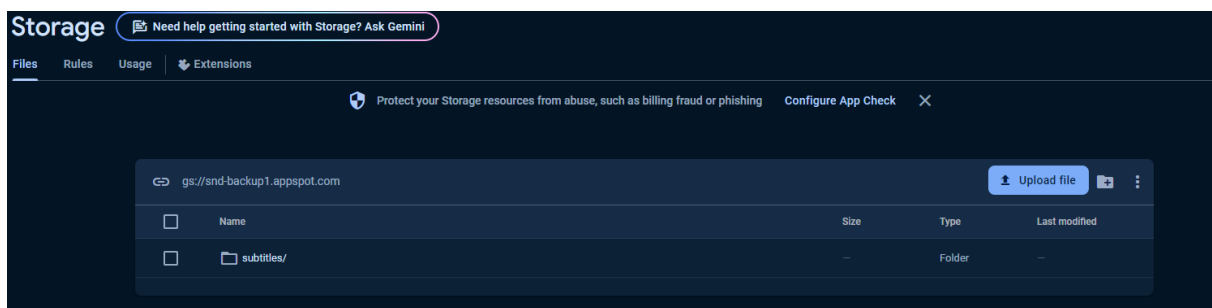 Storage Need help getting started with Storage? Ask Gemini
Files Rules Usage Extensions
Protect your Storage resources from abuse, such as billing fraud or phishing Configure App Check
gs://snd-backup1.appspot.com Upload file
Name Size Type Last modified
subtitles/ — Folder —